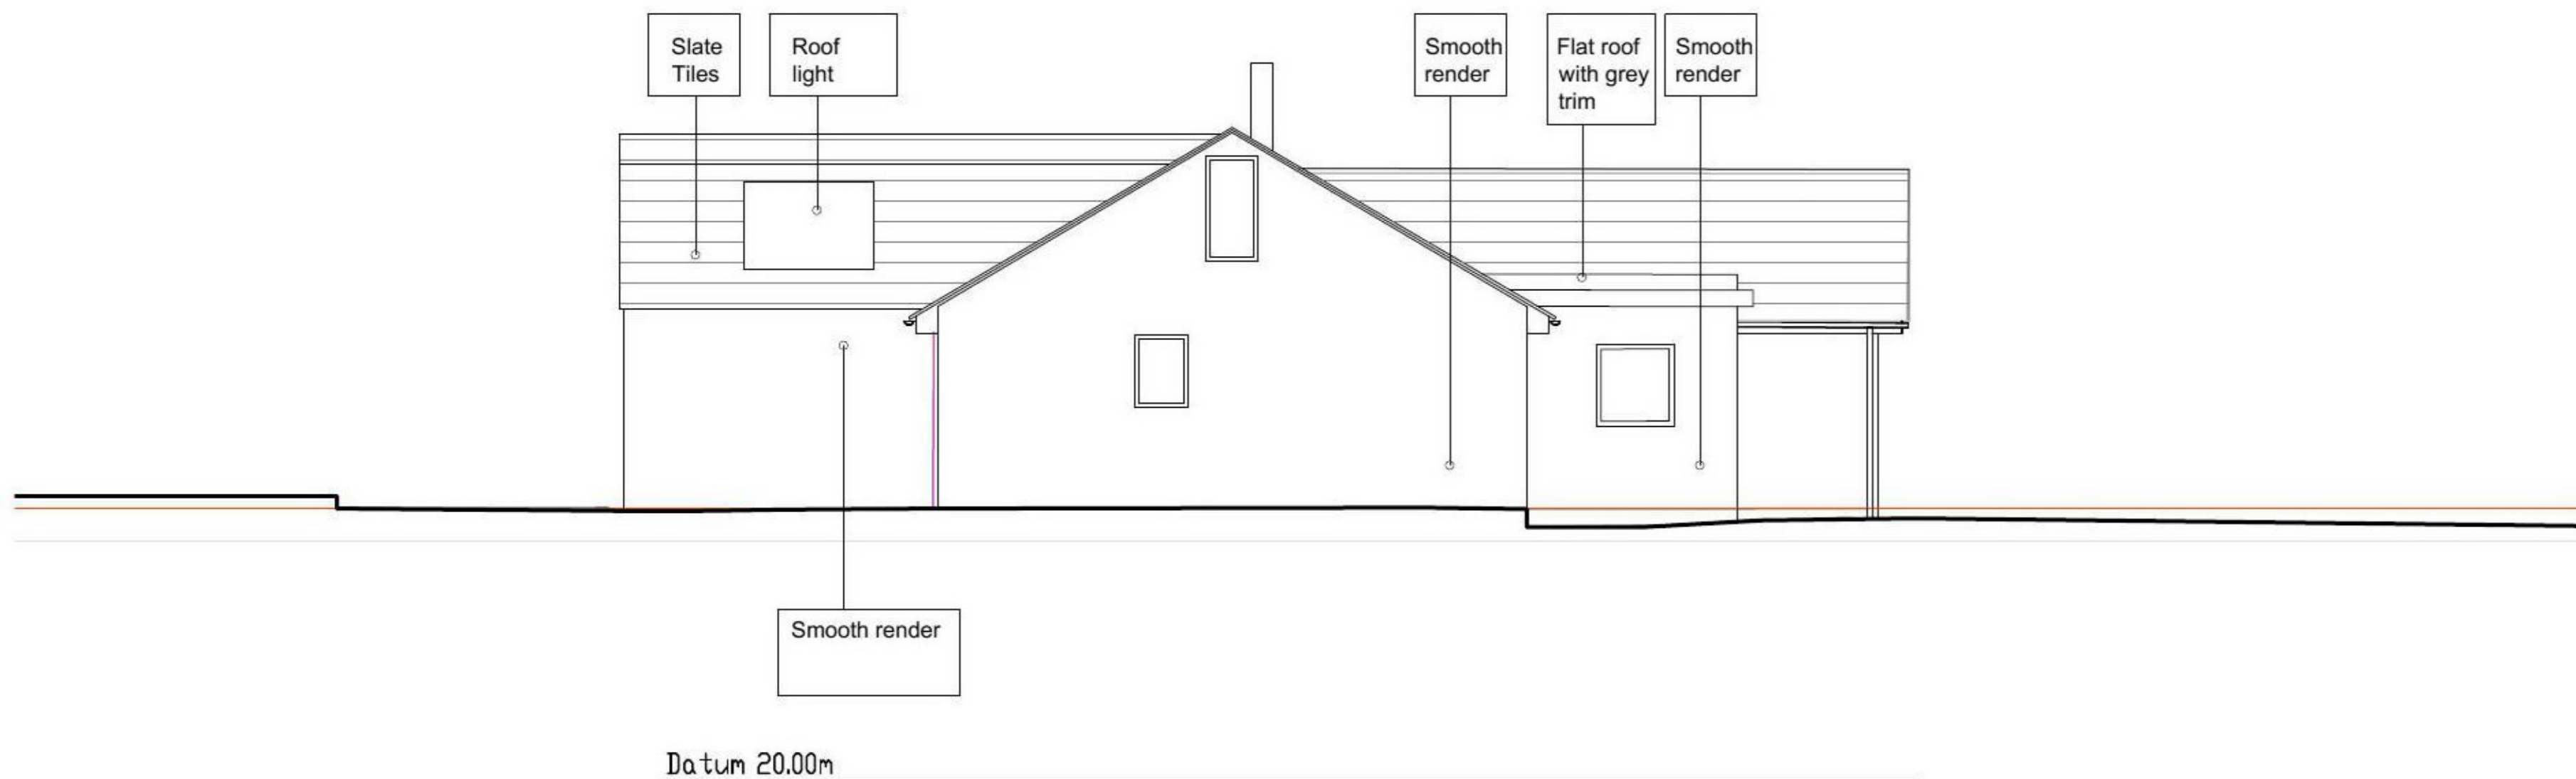 Slate
Tiles
Roof
light
Smooth
render
Flat roof
with grey
trim
Smooth
render
Smooth render
Datum 20.00m